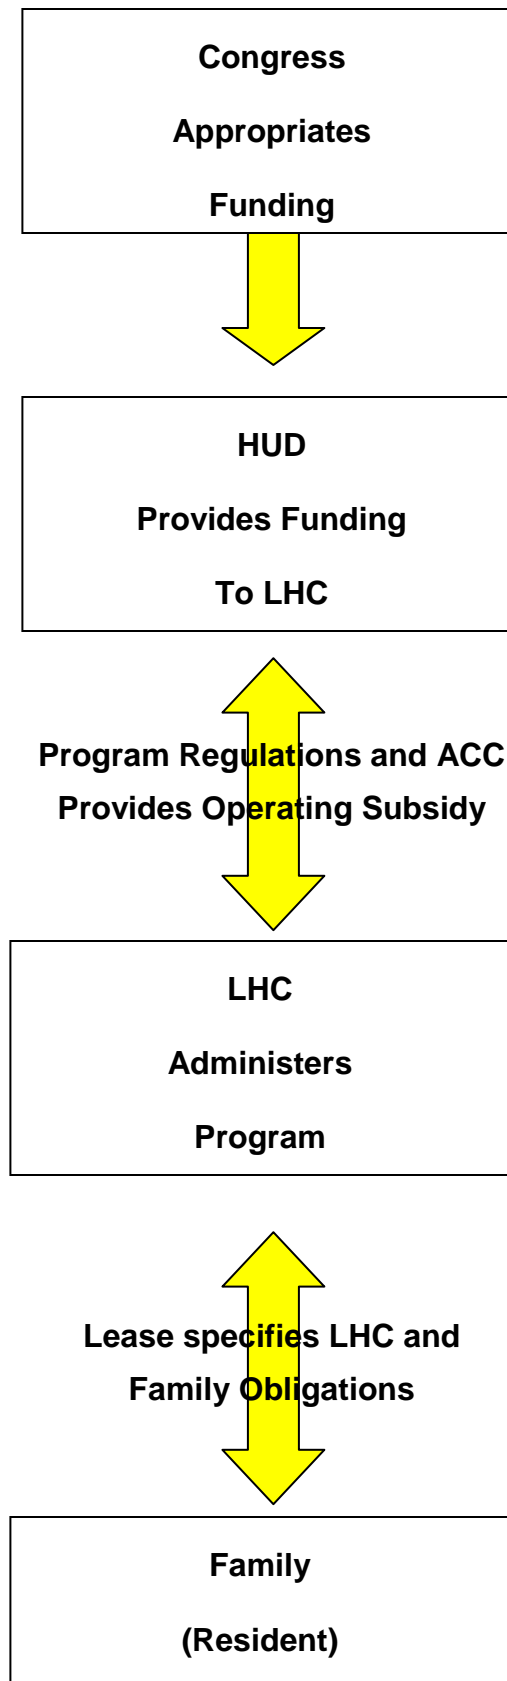 Congress
Appropriates
Funding
HUD
Provides Funding
To LHC
Program Regulations and ACC
Provides Operating Subsidy
LHC
Administers
Program
Lease specifies LHC and
Family Obligations
Family
(Resident)